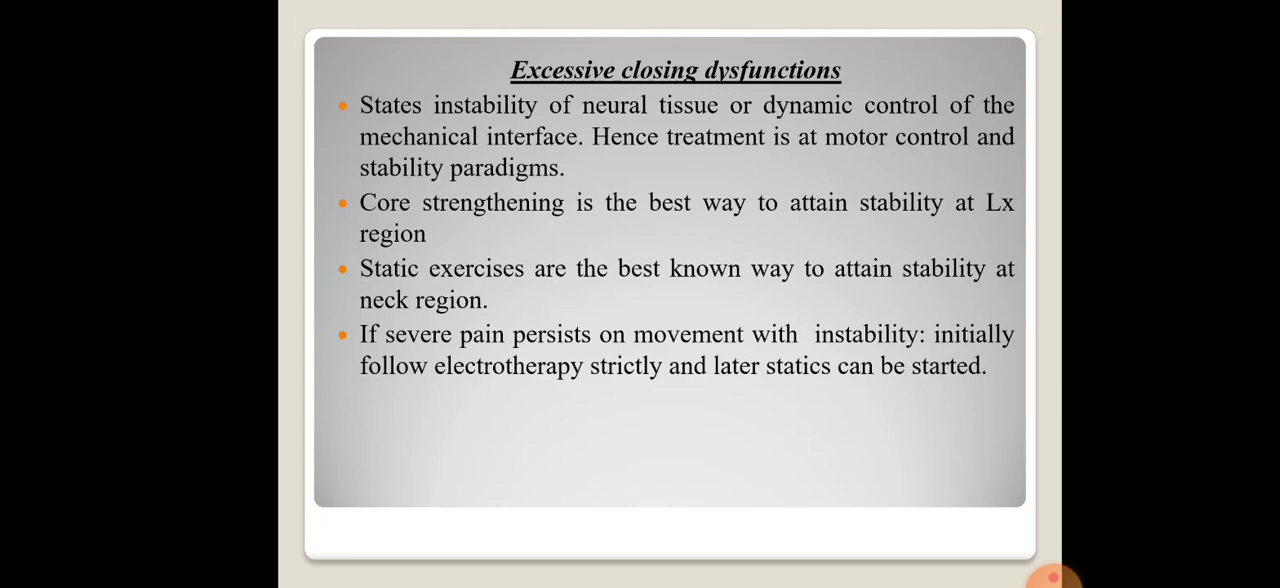 Excessive closing dysfunctions
States instability of neural tissue or dynamic control of the
mechanical interface. Hence treatment is at motor control and
stability paradigms.
Core strengthening is the best way to attain stability at Lx
region
Static exercises are the best known way to attain stability at
neck region.
If severe pain persists on movement with instability: initially
follow electrotherapy strictly and later statics can be started.